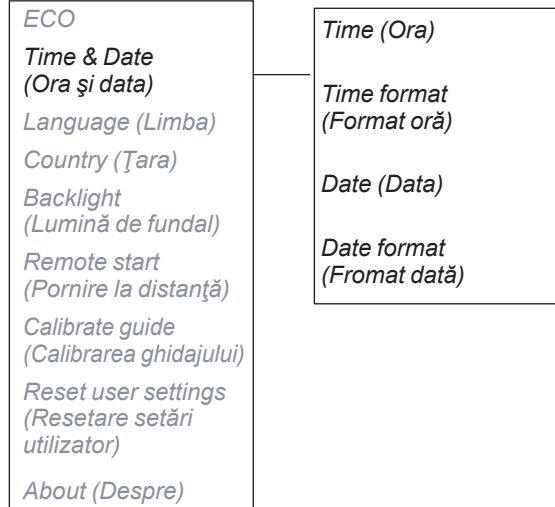 ECO
Time & Date
(Ora şi data)
Language (Limba)
Country (Ţara)
Backlight
(Lumină de fundal)
Remote start
(Pornire la distanţă)
Calibrate guide
(Calibrarea ghidajului)
Reset user settings
(Resetare setări
utilizator)
About (Despre)
Time (Ora)
Time format
(Format oră)
Date (Data)
Date format
(Fromat dată)